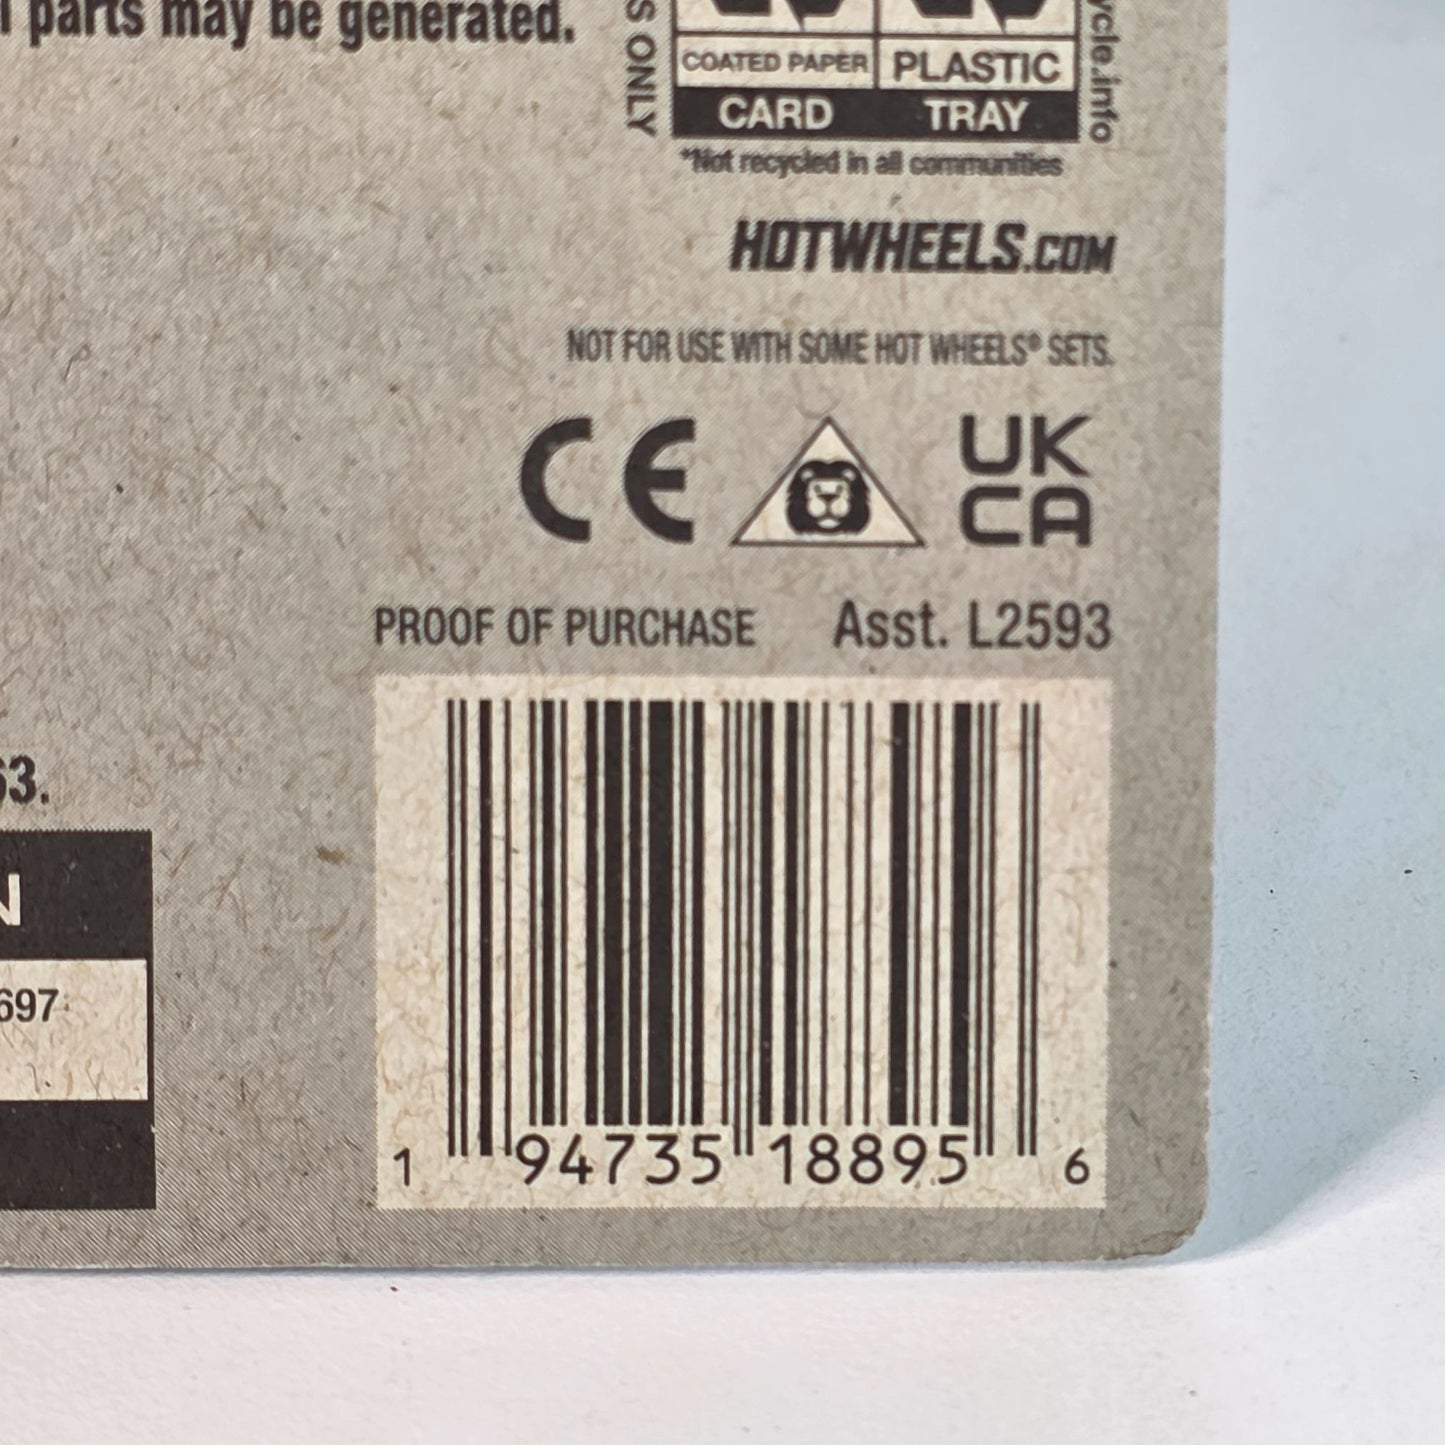 parts may be generated.
S ONLY
COATED PAPER PLASTIC
CARD TRAY
ycle.info
*Not recycled in all communities
HOTWHEELS.COM
NOT FOR USE WITH SOME HOT WHEELS® SETS.
CE UK
CA
PROOF OF PURCHASE Asst. L2593
63.
N
697
1 94735 18895 6